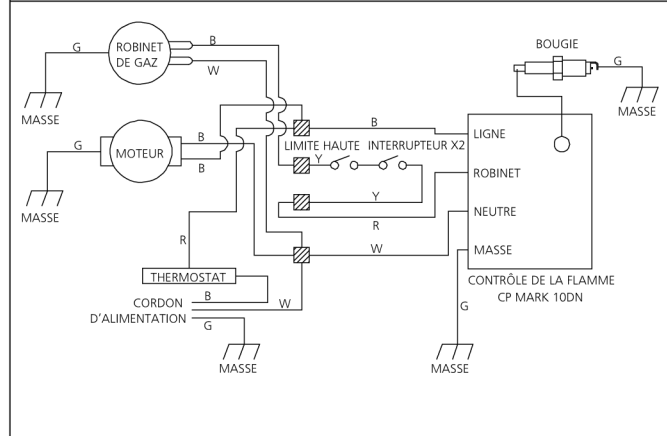 ROBINET
DE GAZ
B
W
G
MASSE
BOUGIE
G
MASSE
MOTEUR
G
B
B
MASSE
B
LIGNE
LIMITE HAUTE
INTERRUPTEUR X2
Y
ROBINET
Y
R
NEUTRE
W
MASSE
R
THERMOSTAT
CORDON
D'ALIMENTATION
B
W
G
MASSE
G
MASSE
CONTRÔLE DE LA FLAMME
CP MARK 10DN